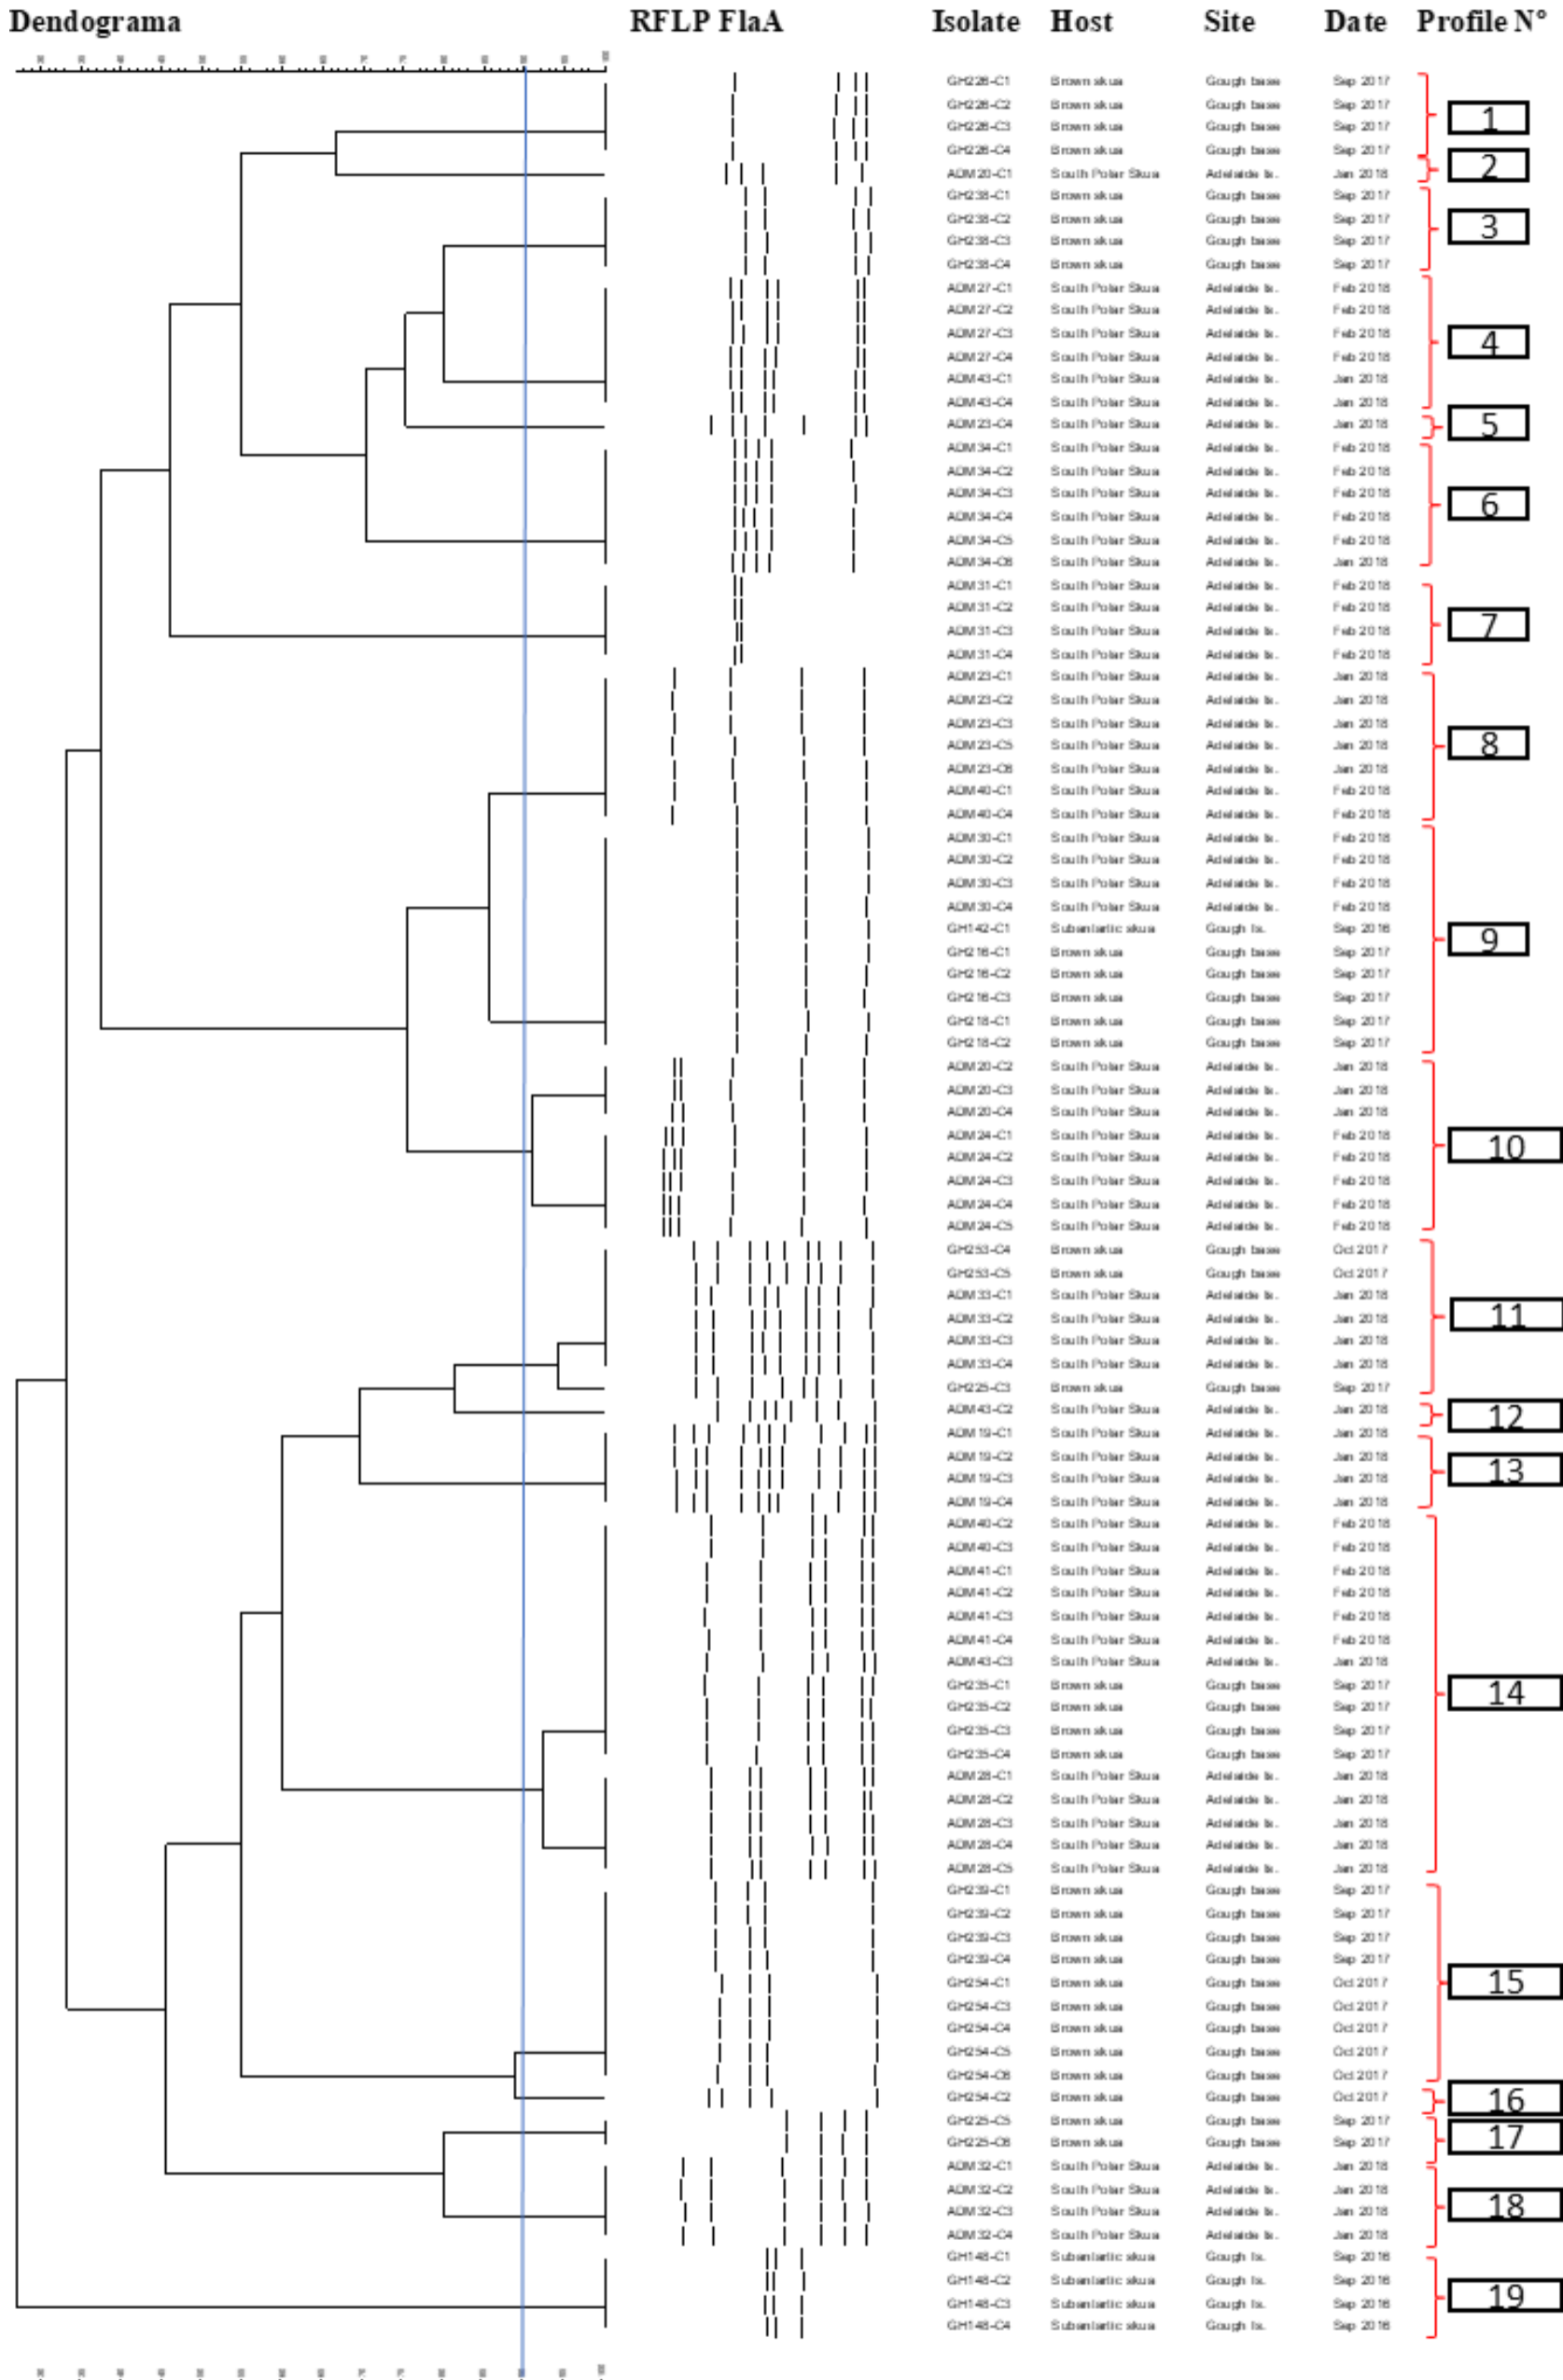 Dendograma RFLP FlaA Isolate Host Site Date Profile N°
30 35 40 45 50 55 60 65 70 75 80 85 90 95 100
GH226-C1 Brown skua Gough base Sep 2017
GH226-C2 Brown skua Gough base Sep 2017
1
GH226-C3 Brown skua Gough base Sep 2017
GH226-C4 Brown skua Gough base Sep 2017
2
ADM20-C1 South Polar Skua Adelaide Is. Jan 2018
GH238-C1 Brown skua Gough base Sep 2017
GH238-C2 Brown skua Gough base Sep 2017
3
GH238-C3 Brown skua Gough base Sep 2017
GH238-C4 Brown skua Gough base Sep 2017
ADM27-C1 South Polar Skua Adelaide Is. Feb 2018
ADM27-C2 South Polar Skua Adelaide Is. Feb 2018
ADM27-C3 South Polar Skua Adelaide Is. Feb 2018
4
ADM27-C4 South Polar Skua Adelaide Is. Feb 2018
ADM43-C1 South Polar Skua Adelaide Is. Jan 2018
ADM43-C4 South Polar Skua Adelaide Is. Jan 2018
ADM23-C4 South Polar Skua Adelaide Is. Jan 2018
5
ADM34-C1 South Polar Skua Adelaide Is. Feb 2018
ADM34-C2 South Polar Skua Adelaide Is. Feb 2018
ADM34-C3 South Polar Skua Adelaide Is. Feb 2018
6
ADM34-C4 South Polar Skua Adelaide Is. Feb 2018
ADM34-C5 South Polar Skua Adelaide Is. Feb 2018
ADM34-C6 South Polar Skua Adelaide Is. Jan 2018
ADM31-C1 South Polar Skua Adelaide Is. Feb 2018
ADM31-C2 South Polar Skua Adelaide Is. Feb 2018
7
ADM31-C3 South Polar Skua Adelaide Is. Feb 2018
ADM31-C4 South Polar Skua Adelaide Is. Feb 2018
ADM23-C1 South Polar Skua Adelaide Is. Jan 2018
ADM23-C2 South Polar Skua Adelaide Is. Jan 2018
ADM23-C3 South Polar Skua Adelaide Is. Jan 2018
ADM23-C5 South Polar Skua Adelaide Is. Jan 2018
8
ADM23-C6 South Polar Skua Adelaide Is. Jan 2018
ADM40-C1 South Polar Skua Adelaide Is. Feb 2018
ADM40-C4 South Polar Skua Adelaide Is. Feb 2018
ADM30-C1 South Polar Skua Adelaide Is. Feb 2018
ADM30-C2 South Polar Skua Adelaide Is. Feb 2018
ADM30-C3 South Polar Skua Adelaide Is. Feb 2018
ADM30-C4 South Polar Skua Adelaide Is. Feb 2018
GH142-C1 Subantartic skua Gough Is. Sep 2016
9
GH216-C1 Brown skua Gough base Sep 2017
GH216-C2 Brown skua Gough base Sep 2017
GH216-C3 Brown skua Gough base Sep 2017
GH218-C1 Brown skua Gough base Sep 2017
GH218-C2 Brown skua Gough base Sep 2017
ADM20-C2 South Polar Skua Adelaide Is. Jan 2018
ADM20-C3 South Polar Skua Adelaide Is. Jan 2018
ADM20-C4 South Polar Skua Adelaide Is. Jan 2018
ADM24-C1 South Polar Skua Adelaide Is. Feb 2018
10
ADM24-C2 South Polar Skua Adelaide Is. Feb 2018
ADM24-C3 South Polar Skua Adelaide Is. Feb 2018
ADM24-C4 South Polar Skua Adelaide Is. Feb 2018
ADM24-C5 South Polar Skua Adelaide Is. Feb 2018
GH253-C4 Brown skua Gough base Oct 2017
GH253-C5 Brown skua Gough base Oct 2017
ADM33-C1 South Polar Skua Adelaide Is. Jan 2018
11
ADM33-C2 South Polar Skua Adelaide Is. Jan 2018
ADM33-C3 South Polar Skua Adelaide Is. Jan 2018
ADM33-C4 South Polar Skua Adelaide Is. Jan 2018
GH225-C3 Brown skua Gough base Sep 2017
ADM43-C2 South Polar Skua Adelaide Is. Jan 2018
12
ADM19-C1 South Polar Skua Adelaide Is. Jan 2018
ADM19-C2 South Polar Skua Adelaide Is. Jan 2018
13
ADM19-C3 South Polar Skua Adelaide Is. Jan 2018
ADM19-C4 South Polar Skua Adelaide Is. Jan 2018
ADM40-C2 South Polar Skua Adelaide Is. Feb 2018
ADM40-C3 South Polar Skua Adelaide Is. Feb 2018
ADM41-C1 South Polar Skua Adelaide Is. Feb 2018
ADM41-C2 South Polar Skua Adelaide Is. Feb 2018
ADM41-C3 South Polar Skua Adelaide Is. Feb 2018
ADM41-C4 South Polar Skua Adelaide Is. Feb 2018
ADM43-C3 South Polar Skua Adelaide Is. Jan 2018
GH235-C1 Brown skua Gough base Sep 2017
14
GH235-C2 Brown skua Gough base Sep 2017
GH235-C3 Brown skua Gough base Sep 2017
GH235-C4 Brown skua Gough base Sep 2017
ADM28-C1 South Polar Skua Adelaide Is. Jan 2018
ADM28-C2 South Polar Skua Adelaide Is. Jan 2018
ADM28-C3 South Polar Skua Adelaide Is. Jan 2018
ADM28-C4 South Polar Skua Adelaide Is. Jan 2018
ADM28-C5 South Polar Skua Adelaide Is. Jan 2018
GH239-C1 Brown skua Gough base Sep 2017
GH239-C2 Brown skua Gough base Sep 2017
GH239-C3 Brown skua Gough base Sep 2017
GH239-C4 Brown skua Gough base Sep 2017
GH254-C1 Brown skua Gough base Oct 2017
15
GH254-C3 Brown skua Gough base Oct 2017
GH254-C4 Brown skua Gough base Oct 2017
GH254-C5 Brown skua Gough base Oct 2017
GH254-C6 Brown skua Gough base Oct 2017
GH254-C2 Brown skua Gough base Oct 2017
16
GH225-C5 Brown skua Gough base Sep 2017
17
GH225-C6 Brown skua Gough base Sep 2017
ADM32-C1 South Polar Skua Adelaide Is. Jan 2018
ADM32-C2 South Polar Skua Adelaide Is. Jan 2018
18
ADM32-C3 South Polar Skua Adelaide Is. Jan 2018
ADM32-C4 South Polar Skua Adelaide Is. Jan 2018
GH148-C1 Subantartic skua Gough Is. Sep 2016
GH148-C2 Subantartic skua Gough Is. Sep 2016
19
GH148-C3 Subantartic skua Gough Is. Sep 2016
GH148-C4 Subantartic skua Gough Is. Sep 2016
30 35 40 45 50 55 60 65 70 75 80 85 90 95 100